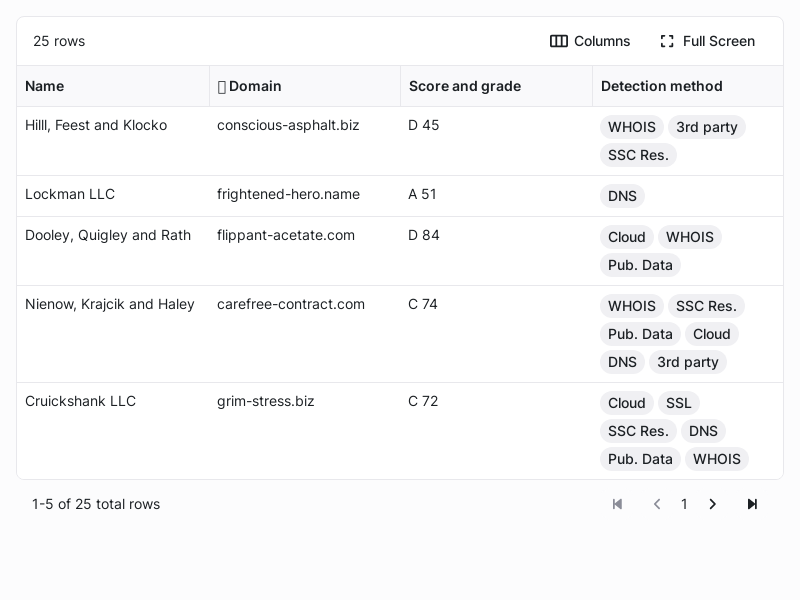 25 rows
Columns
Full Screen
Name
Domain
Score and grade
Detection method
Hilll, Feest and Klocko
conscious-asphalt.biz
D 45
WHOIS 3rd party
SSC Res.
Lockman LLC
frightened-hero.name
A 51
DNS
Dooley, Quigley and Rath
flippant-acetate.com
D 84
Cloud WHOIS
Pub. Data
Nienow, Krajcik and Haley
carefree-contract.com
C 74
WHOIS SSC Res.
Pub. Data Cloud
DNS 3rd party
Cruickshank LLC
grim-stress.biz
C 72
Cloud SSL
SSC Res. DNS
Pub. Data WHOIS
1-5 of 25 total rows
1